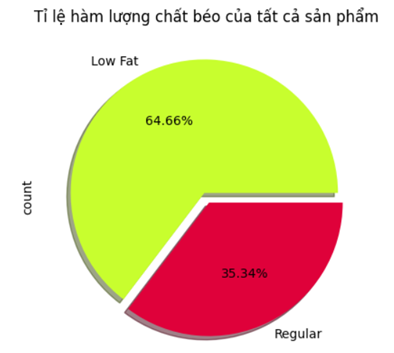 Tỉ lệ hàm lượng chất béo của tất cả sản phẩm
Low Fat
64.66%
count
35.34%
Regular